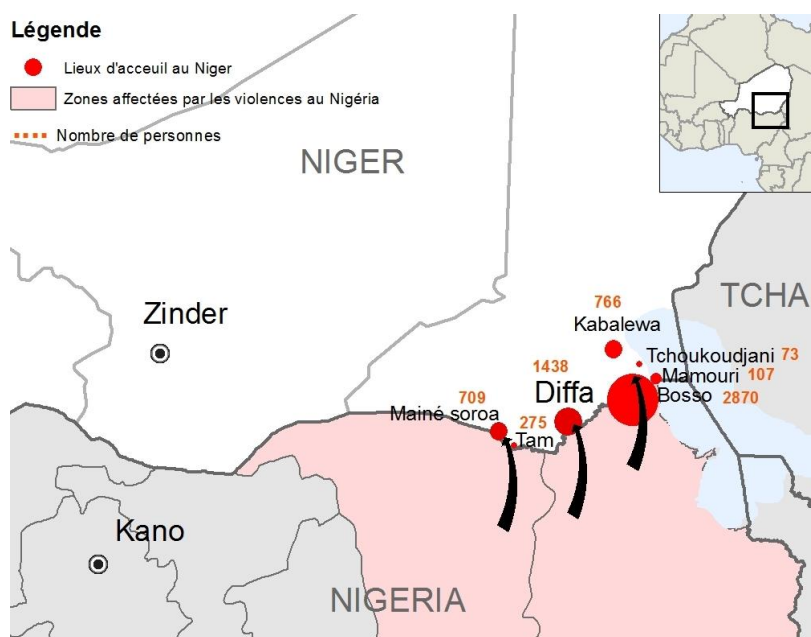 Légende
Lieux d'acceuil au Niger
Zones affectées par les violences au Nigéria
Nombre de personnes
NIGER
TCHA
Zinder
766
Kabalewa
Tchoukoudjani 73
1438
Mamouri 107
Diffa
Bosso 2870
709
Mainé soroa
275
Tam
Kano
NIGERIA